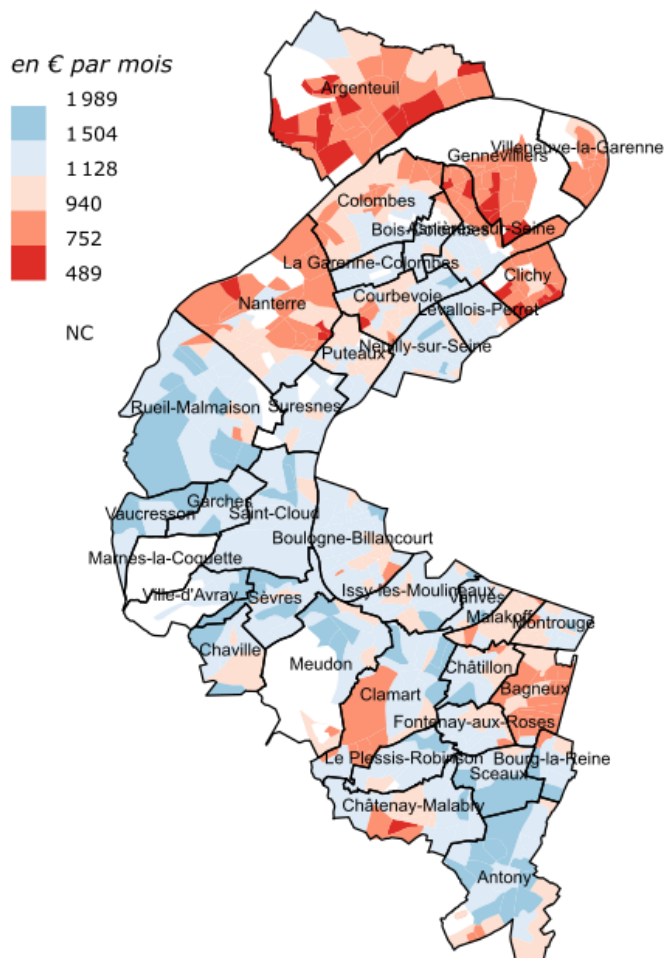 en € par mois
1 989
1 504
1 128
940
752
489
NC
Argenteuil
Villeneuve-la-Garenne
Gennevilliers
Colombes
Bois-Colombes
Asnières-sur-Seine
La Garenne-Colombes
Clichy
Courbevoie
Nanterre
Levallois-Perret
Neuilly-sur-Seine
Puteaux
Rueil-Malmaison
Suresnes
Garches
Vaucresson
Saint-Cloud
Boulogne-Billancourt
Marnes-la-Coquette
Ville-d'Avray
Sèvres
Issy-les-Moulineaux
Vanves
Malakoff
Montrouge
Chaville
Meudon
Châtillon
Clamart
Bagneux
Fontenay-aux-Roses
Le Plessis-Robinson
Bourg-la-Reine
Sceaux
Châtenay-Malabry
Antony